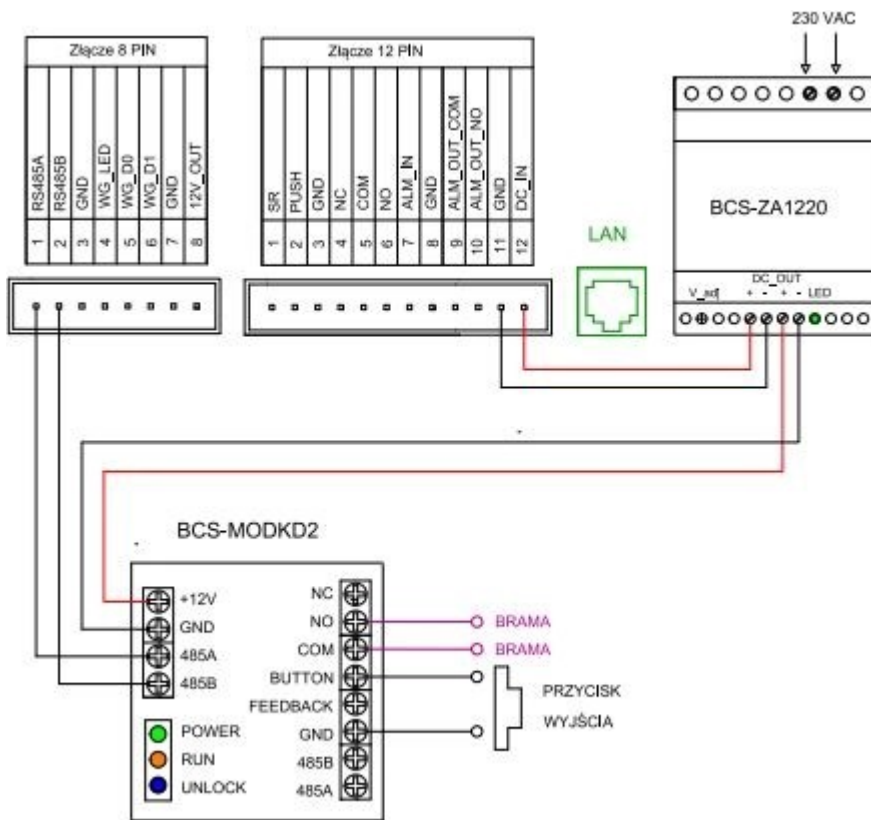 230 VAC
Złącze 8 PIN
RS485A
RS485B
GND
WG_LED
WG_D0
WG_D1
GND
12V_OUT
1 2 3 4 5 6 7 8
Złącze 12 PIN
SR
PUSH
GND
NC
COM
NO
ALM_IN
GND
ALM_OUT_COM
ALM_OUT_NO
GND
DC_IN
1 2 3 4 5 6 7 8 9 10 11 12
LAN
BCS-ZA1220
DC_OUT
V_adj + - + - LED
BCS-MODKD2
+12V
GND
485A
485B
POWER
RUN
UNLOCK
NC
NO
COM
BUTTON
FEEDBACK
GND
485B
485A
BRAMA
BRAMA
PRZYCISK
WYJŚCIA